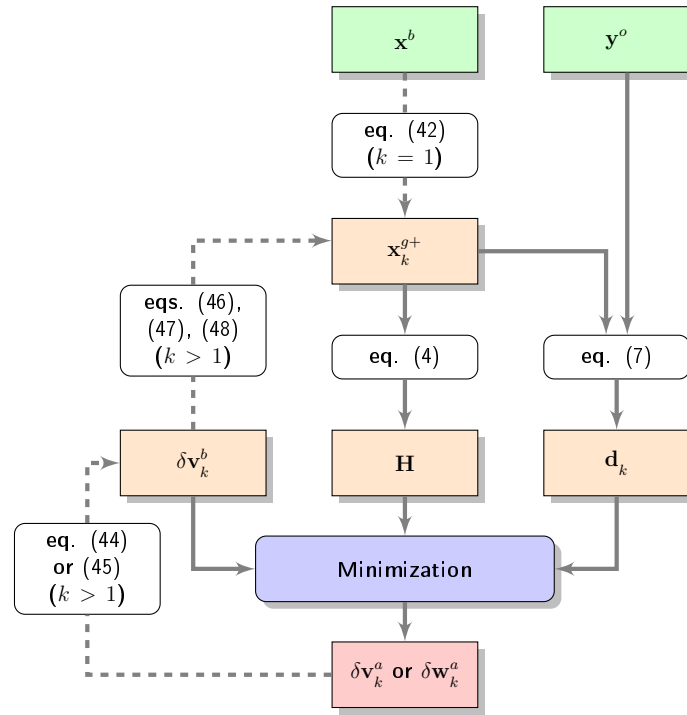 x^b
y^o
eq. (42)
(k = 1)
x_k^{g+}
eqs. (46),
(47), (48)
(k > 1)
eq. (4)
eq. (7)
δv_k^b
H
d_k
eq. (44)
or (45)
(k > 1)
Minimization
δv_k^a or δw_k^a